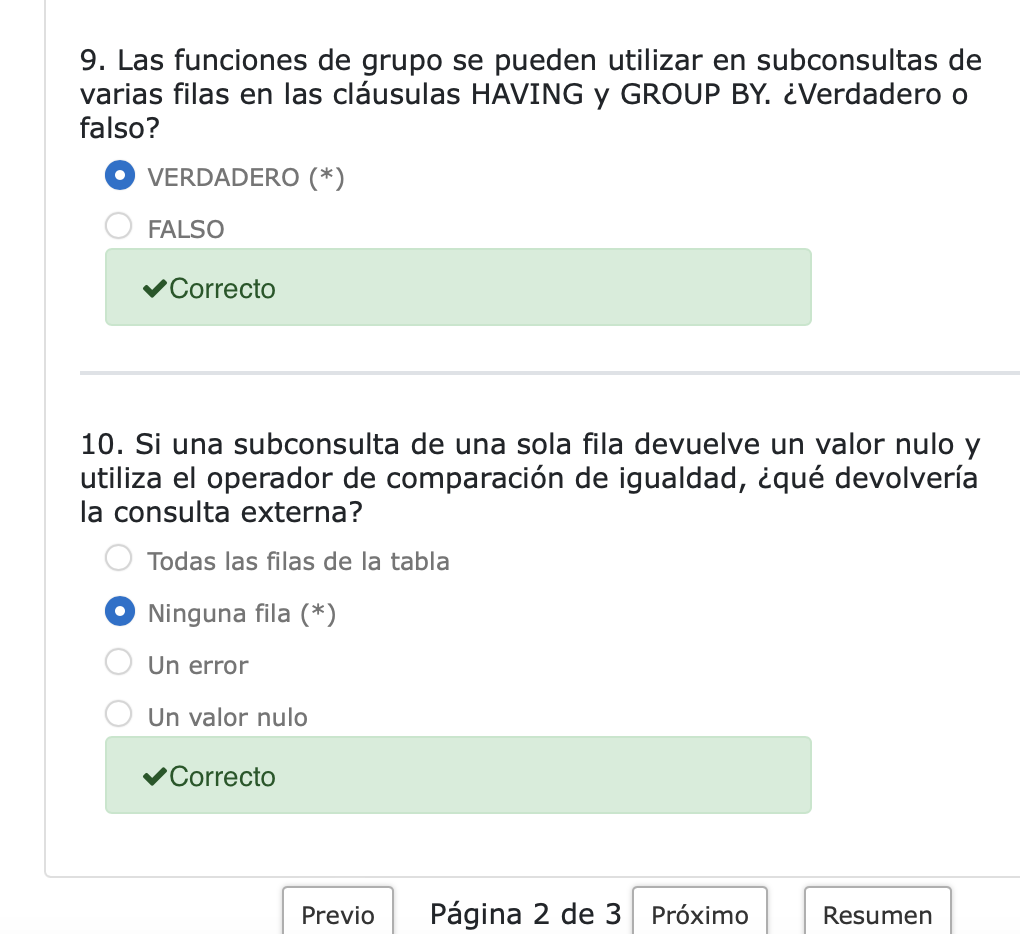 9. Las funciones de grupo se pueden utilizar en subconsultas de
varias filas en las cláusulas HAVING y GROUP BY. ¿Verdadero o
falso?
VERDADERO (*)
FALSO
✔Correcto
10. Si una subconsulta de una sola fila devuelve un valor nulo y
utiliza el operador de comparación de igualdad, ¿qué devolvería
la consulta externa?
Todas las filas de la tabla
Ninguna fila (*)
Un error
Un valor nulo
✔Correcto
Previo Página 2 de 3 Próximo Resumen